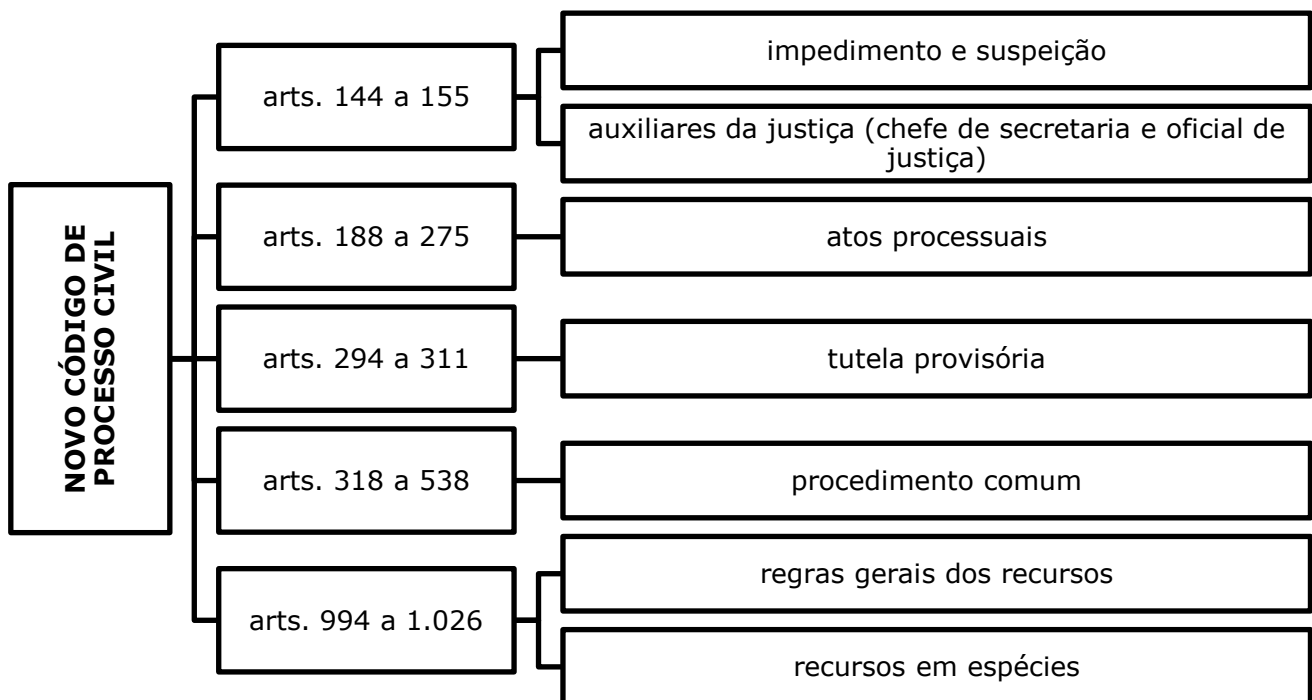 NOVO CÓDIGO DE
PROCESSO CIVIL
arts. 144 a 155
impedimento e suspeição
auxiliares da justiça (chefe de secretaria e oficial de
justiça)
arts. 188 a 275
atos processuais
arts. 294 a 311
tutela provisória
arts. 318 a 538
procedimento comum
arts. 994 a 1.026
regras gerais dos recursos
recursos em espécies